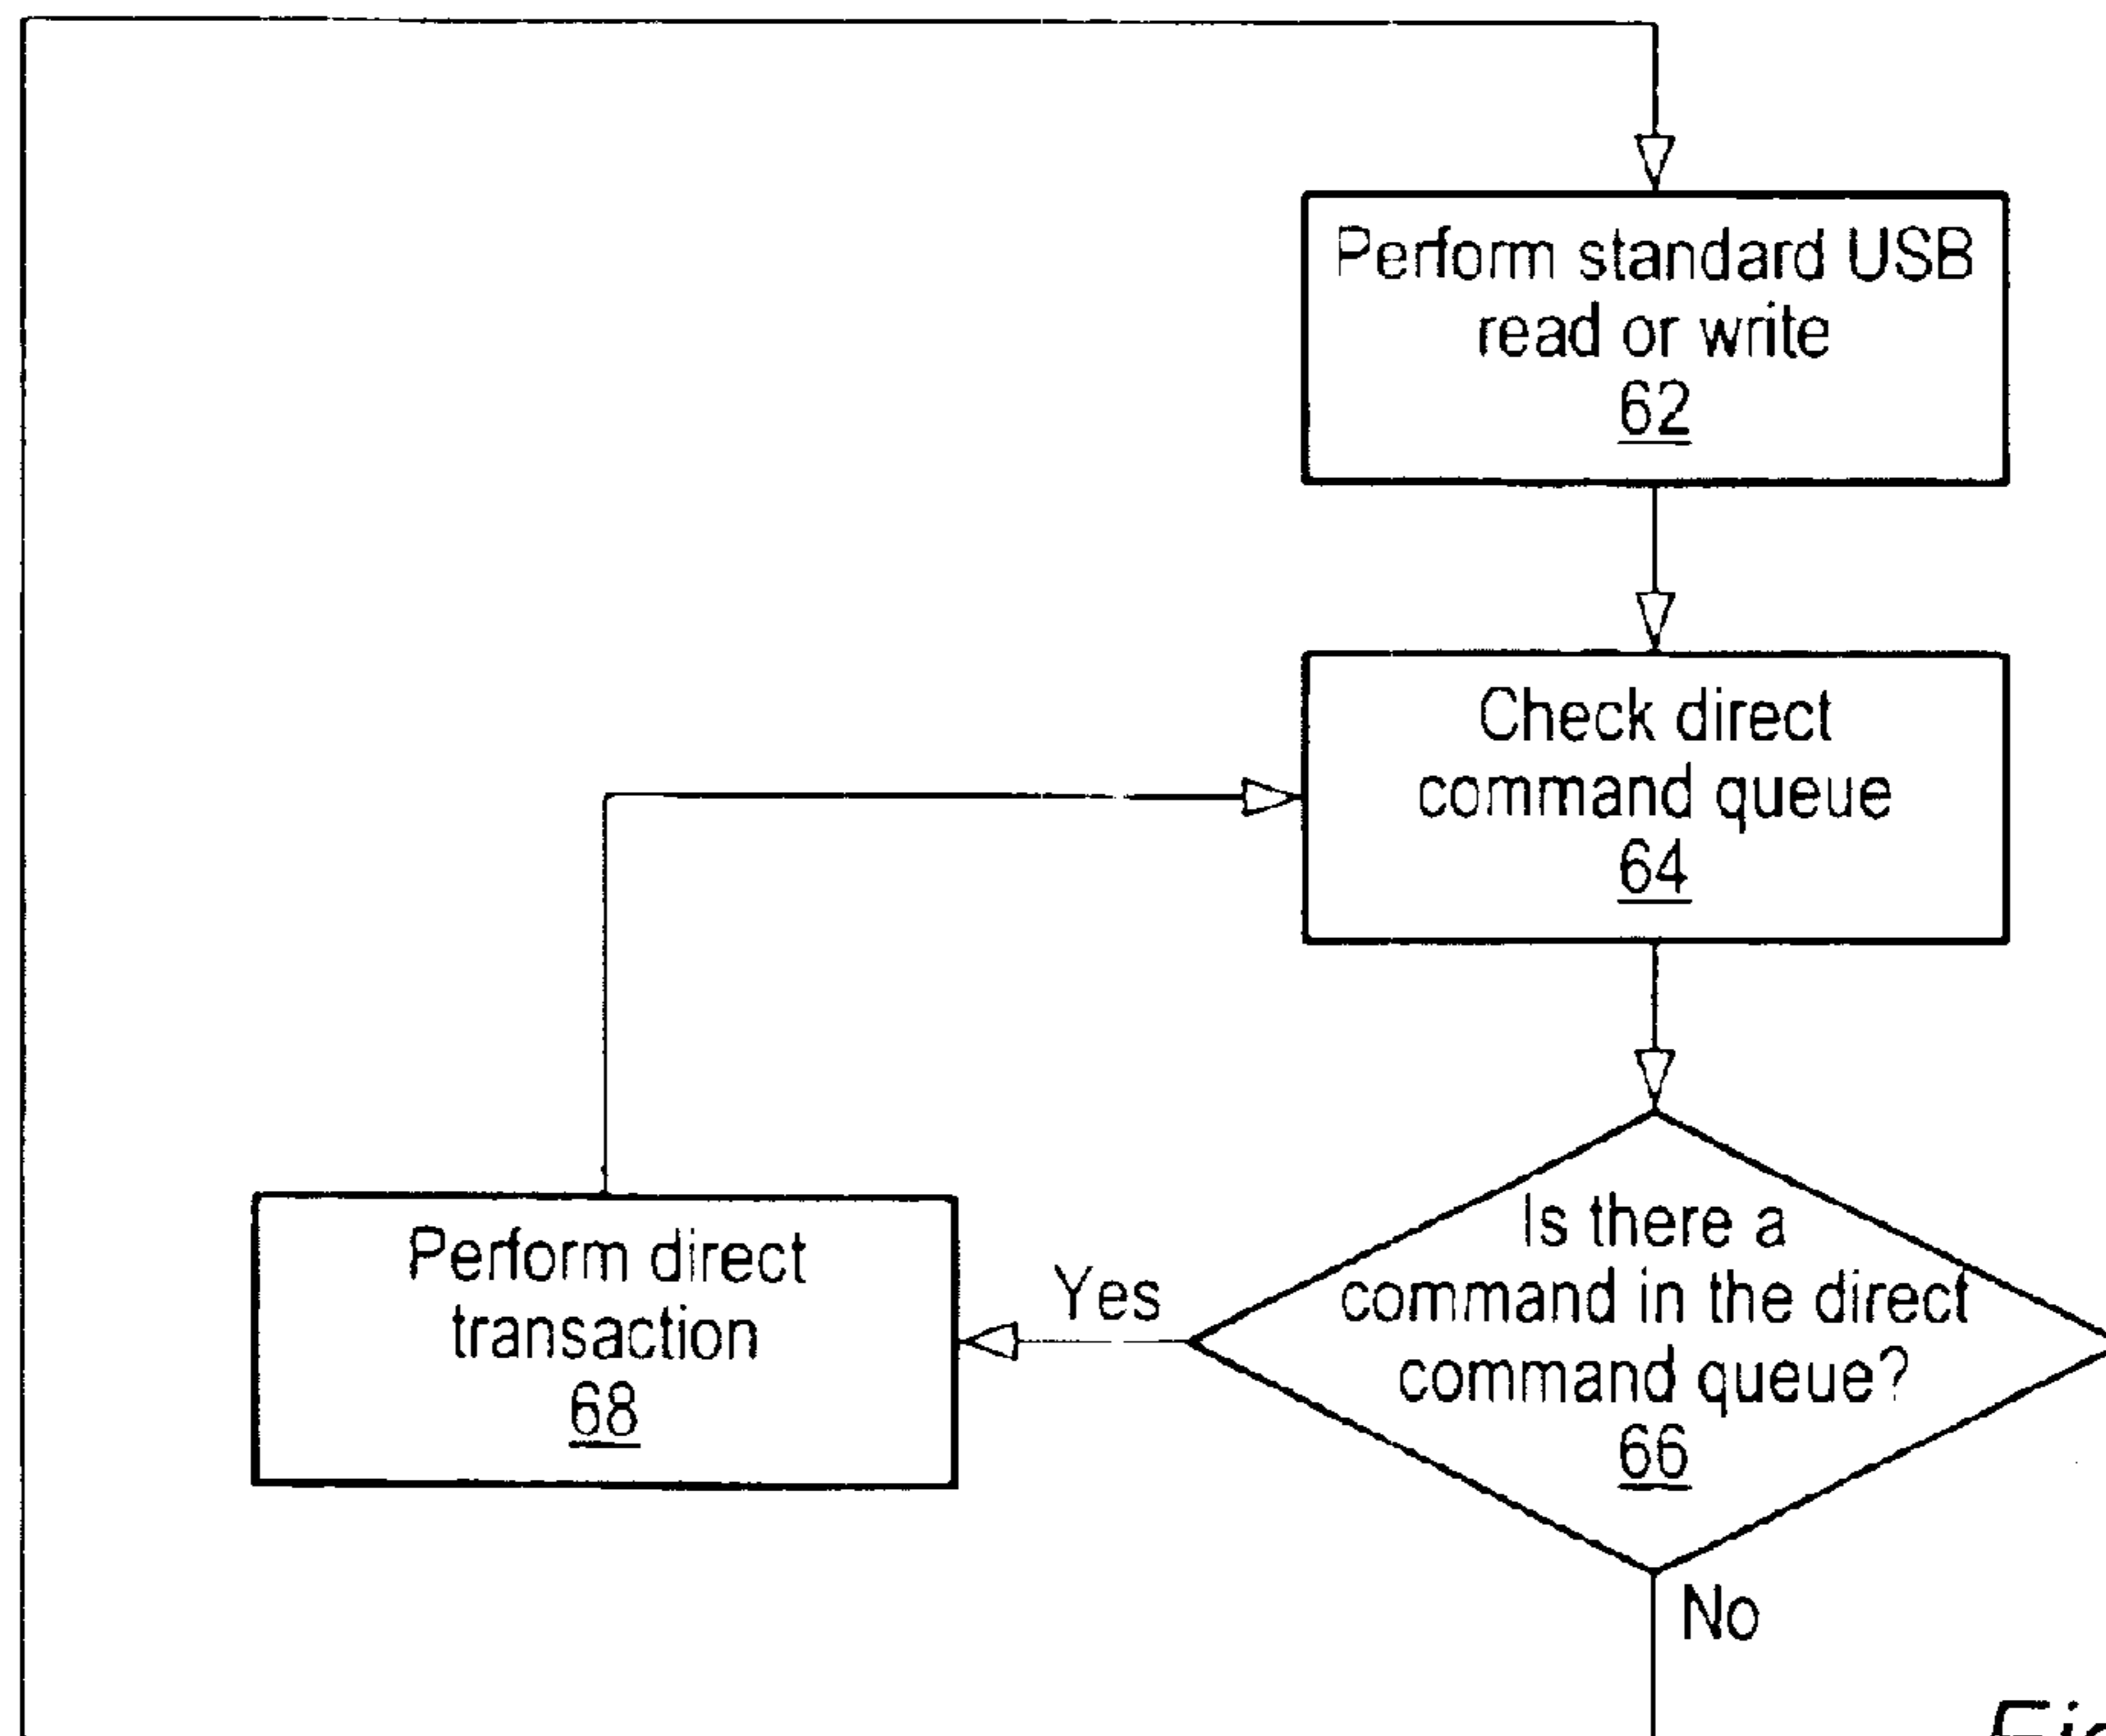 Perform standard USB
read or write
62
Check direct
command queue
64
Is there a
command in the direct
command queue?
66
Yes
Perform direct
transaction
68
No